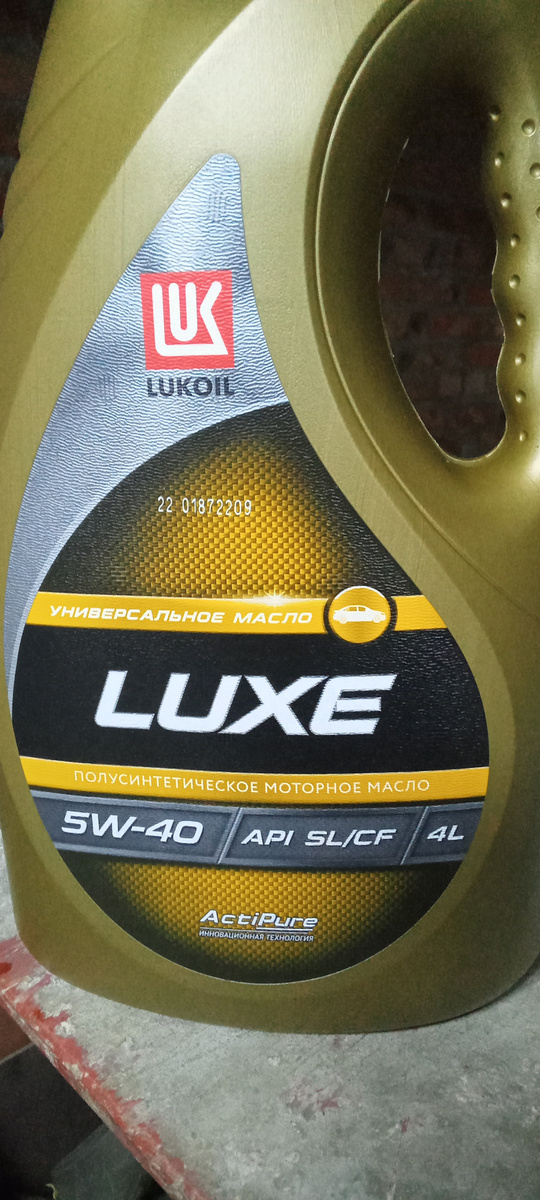 LUK
LUKOIL
22 01872209
УНИВЕРСАЛЬНОЕ МАСЛО
LUXE
ПОЛУСИНТЕТИЧЕСКОЕ МОТОРНОЕ МАСЛО
5W-40 API SL/CF 4L
ActiPure
ИННОВАЦИОННАЯ ТЕХНОЛОГИЯ